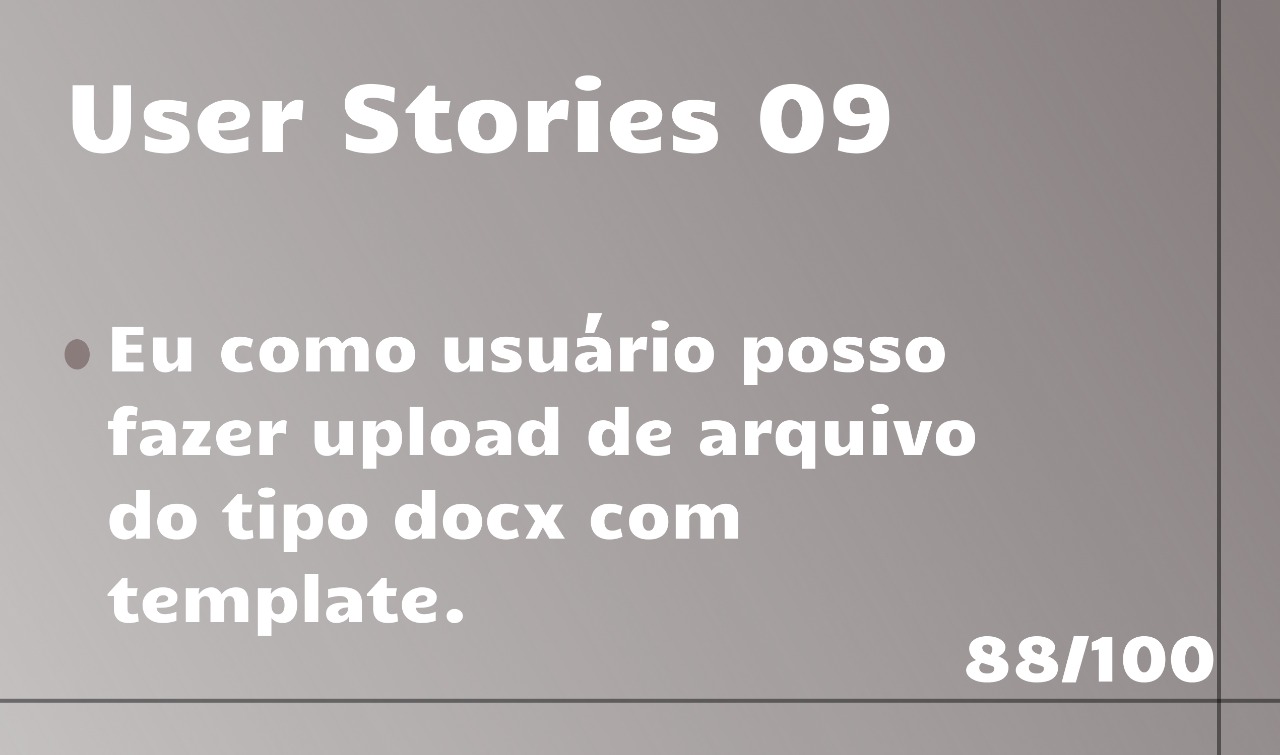 User Stories 09
Eu como usuário posso
fazer upload de arquivo
do tipo docx com
template.
88/100